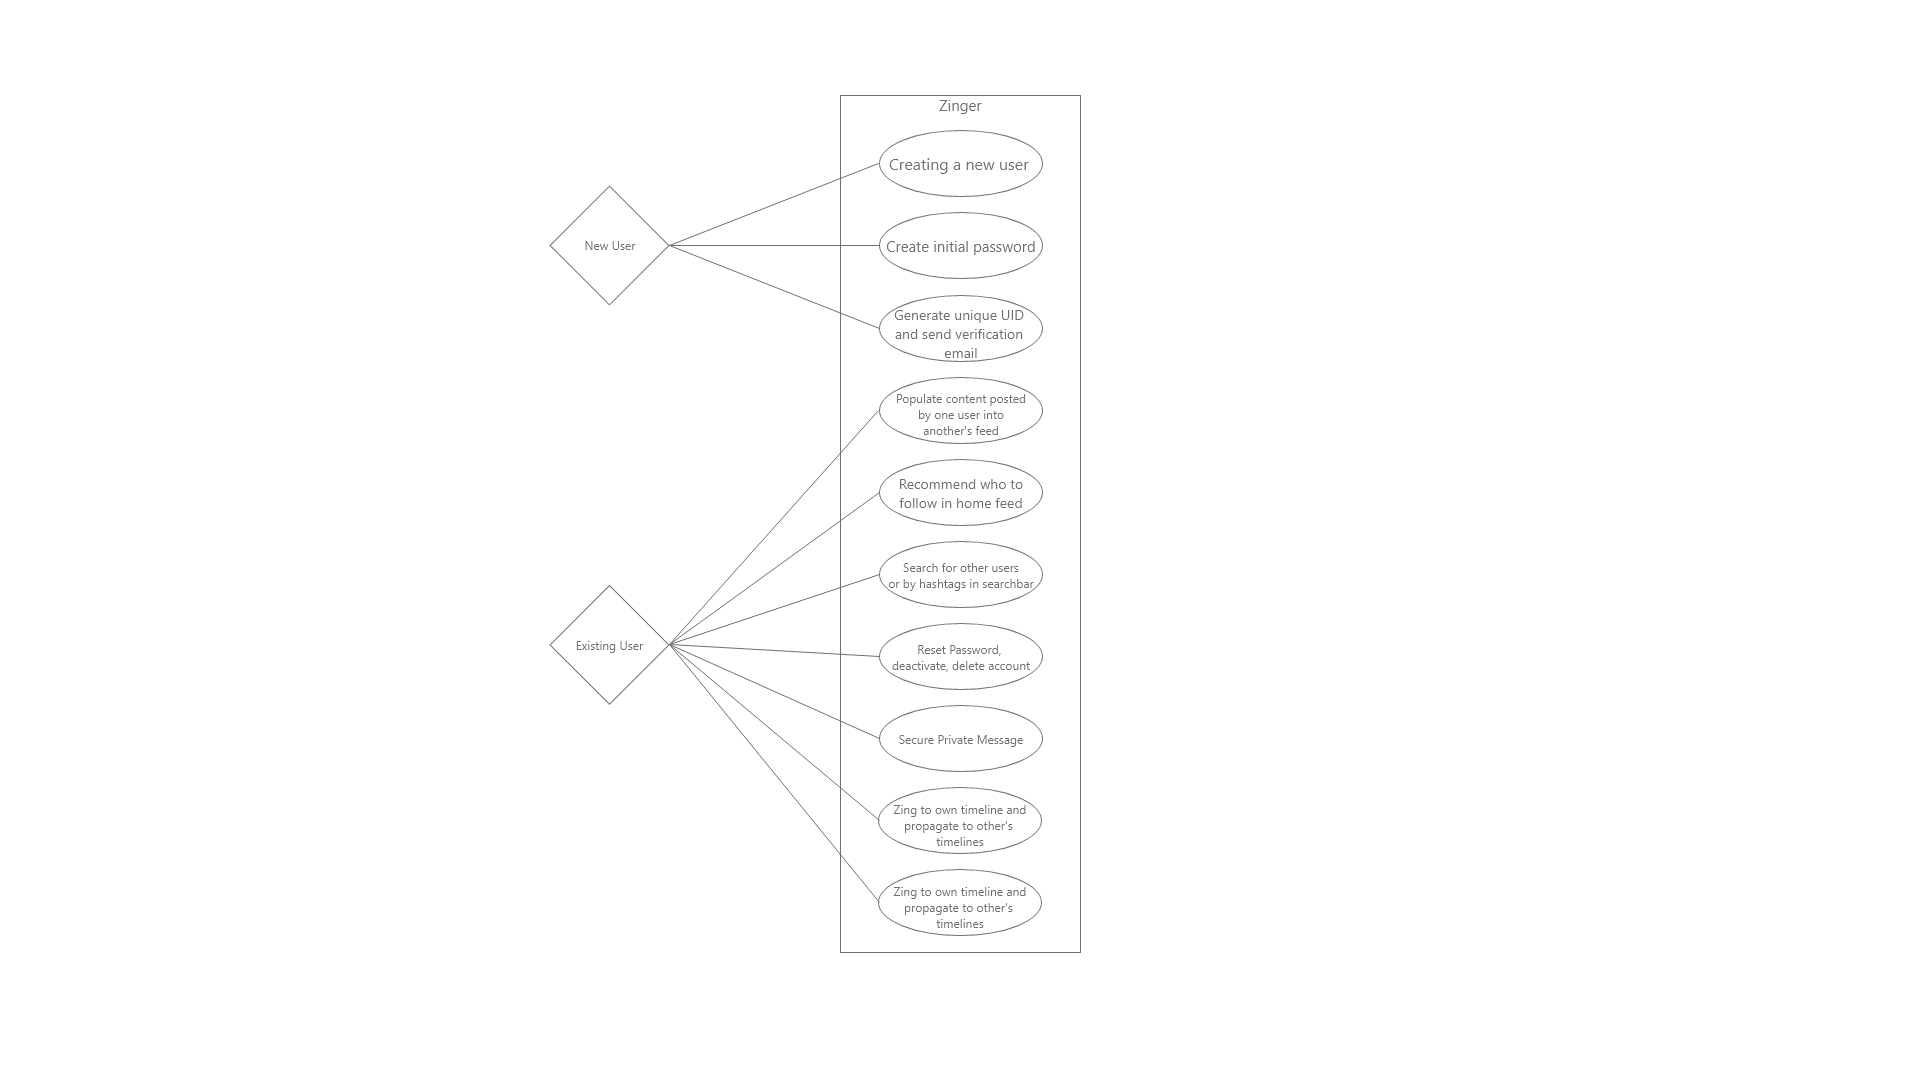 Zinger
Creating a new user
New User
Create initial password
Generate unique UID
and send verification
email
Populate content posted
by one user into
another's feed
Recommend who to
follow in home feed
Search for other users
or by hashtags in searchbar
Existing User
Reset Password,
deactivate, delete account
Secure Private Message
Zing to own timeline and
propagate to other's
timelines
Zing to own timeline and
propagate to other's
timelines